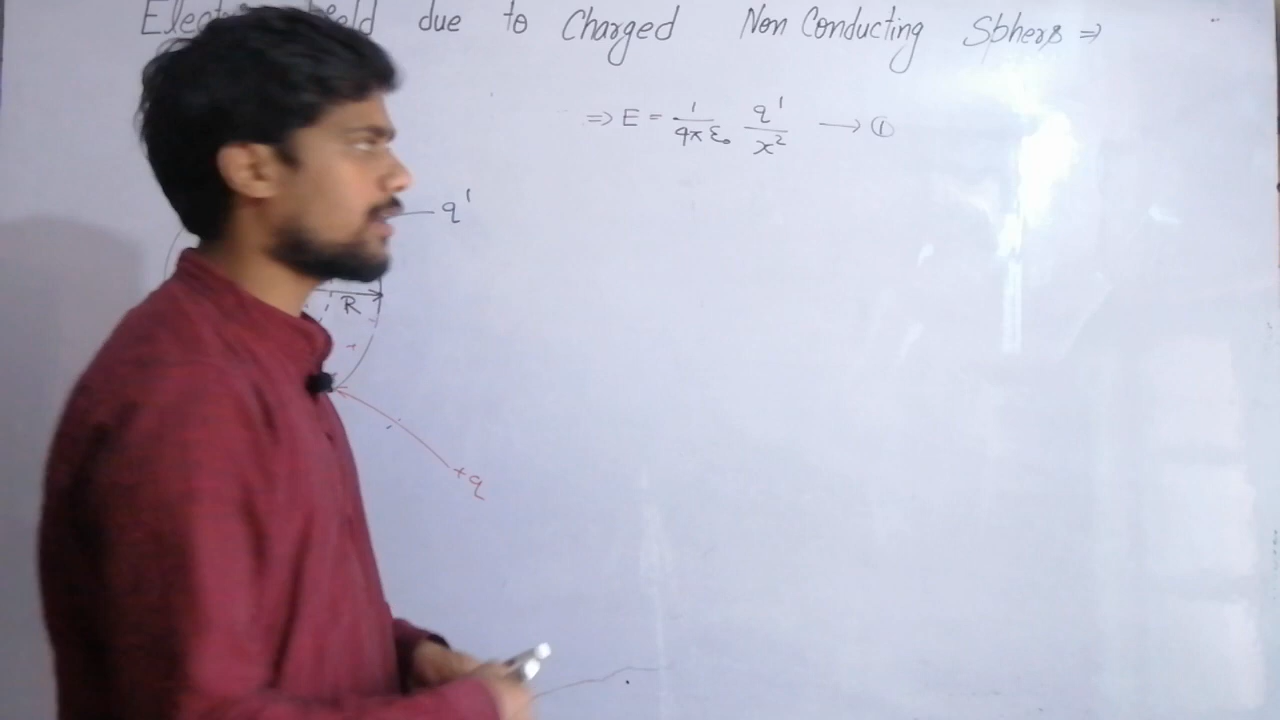 due to Charged Non Conducting Sphere ⇒
⇒ E = 1/4πε₀ q'/x² → ①
q'
R
+
+q